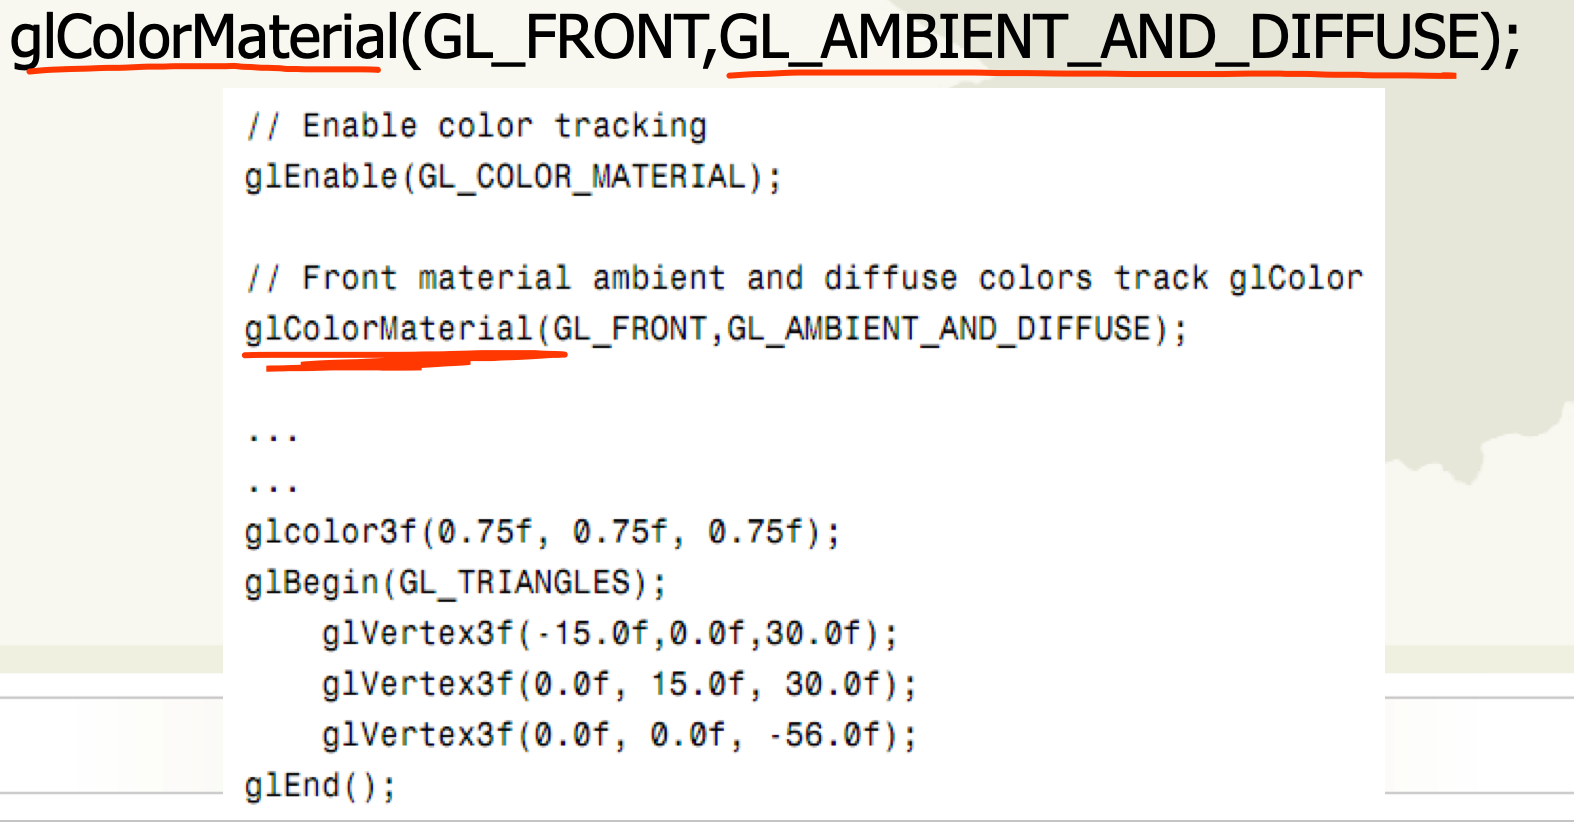 glColorMaterial(GL_FRONT,GL_AMBIENT_AND_DIFFUSE);
// Enable color tracking
glEnable(GL_COLOR_MATERIAL);
// Front material ambient and diffuse colors track glColor
glColorMaterial(GL_FRONT,GL_AMBIENT_AND_DIFFUSE);
...
...
glcolor3f(0.75f, 0.75f, 0.75f);
glBegin(GL_TRIANGLES);
glVertex3f(-15.0f,0.0f,30.0f);
glVertex3f(0.0f, 15.0f, 30.0f);
glVertex3f(0.0f, 0.0f, -56.0f);
glEnd();